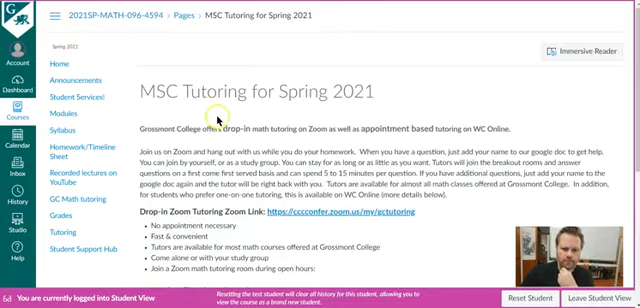 2021SP-MATH-096-4594 › Pages › MSC Tutoring for Spring 2021
G
Account
Dashboard
Courses
Calendar
Inbox
History
Studio
Help
Spring 2021
Home
Announcements
Student Services!
Modules
Syllabus
Homework/Timeline
Sheet
Recorded lectures on
YouTube
GC Math tutoring
Grades
Tutoring
Student Support Hub
Immersive Reader
MSC Tutoring for Spring 2021
Grossmont College offers drop-in math tutoring on Zoom as well as appointment based tutoring on WC Online.
Join us on Zoom and hang out with us while you do your homework. When you have a question, just add your name to our google doc to get help.
You can join by yourself, or as a study group. You can stay for as long or as little as you want. Tutors will join the breakout rooms and answer
questions on a first come first served basis and can spend 5 to 15 minutes per question. If you have additional questions, just add your name to the
google doc again and the tutor will be right back with you. Tutors are available for almost all math classes offered at Grossmont College. In addition,
for students who prefer one-on-one tutoring, this is available on WC Online (more details below).
Drop-in Zoom Tutoring Zoom Link: https://cccconfer.zoom.us/my/gctutoring
• No appointment necessary
• Fast & convenient
• Tutors are available for most math courses offered at Grossmont College
• Come alone or with your study group
• Join a Zoom math tutoring room during open hours:
You are currently logged into Student View
Resetting the test student will clear all history for this student, allowing you to
view the course as a brand new student.
Reset Student
Leave Student View